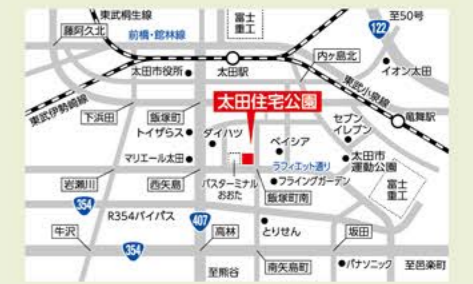 東武桐生線
富士
重工
至50号
藤阿久北
前橋・館林線
122
内ヶ島北
イオン太田
太田市役所
太田駅
東武小泉線
東武伊勢崎線
太田住宅公園
竜舞駅
下浜田
飯塚町
セブン
イレブン
トイザらス
ダイハツ
ベイシア
太田市
運動公園
マリエール太田
ラフィエット通り
岩瀬川
西矢島
バスターミナル
おおた
フライングガーデン
富士
重工
飯塚町南
354
R354バイパス
407
牛沢
354
高林
とりせん
坂田
至熊谷
南矢島町
パナソニック
至邑楽町